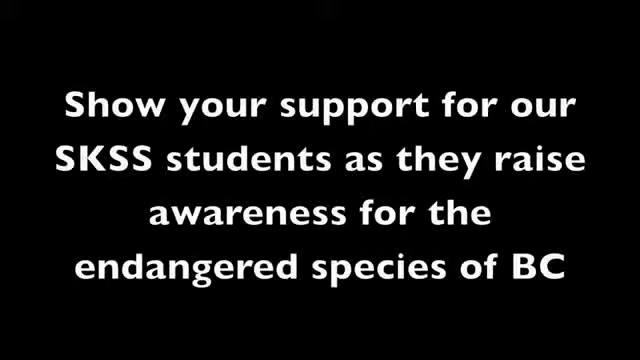 Show your support for our
SKSS students as they raise
awareness for the
endangered species of BC